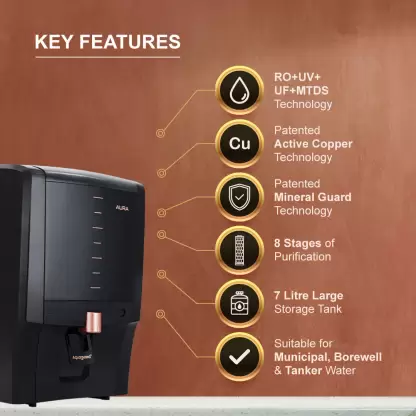 KEY FEATURES
RO+UV+
UF+MTDS
Technology
Cu
Patented
Active Copper
Technology
Patented
Mineral Guard
Technology
AURA
8 Stages of
Purification
7 Litre Large
Storage Tank
Aquaguard
Suitable for
Municipal, Borewell
& Tanker Water